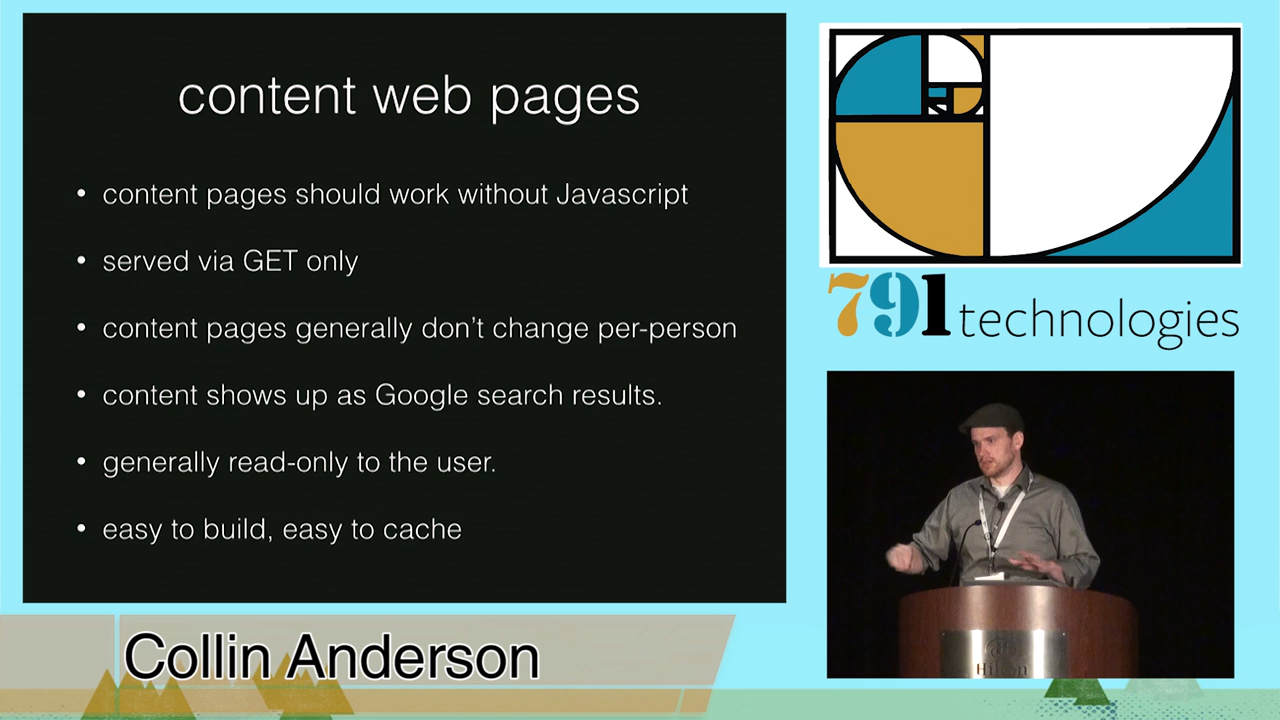 content web pages
• content pages should work without Javascript
• served via GET only
• content pages generally don't change per-person
• content shows up as Google search results.
• generally read-only to the user.
• easy to build, easy to cache
791 technologies
Hilton
Collin Anderson